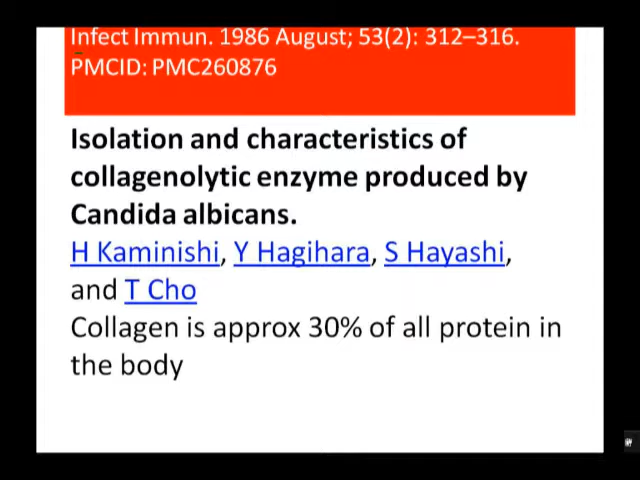 Infect Immun. 1986 August; 53(2): 312–316.
PMCID: PMC260876
Isolation and characteristics of
collagenolytic enzyme produced by
Candida albicans.
H Kaminishi, Y Hagihara, S Hayashi,
and T Cho
Collagen is approx 30% of all protein in
the body